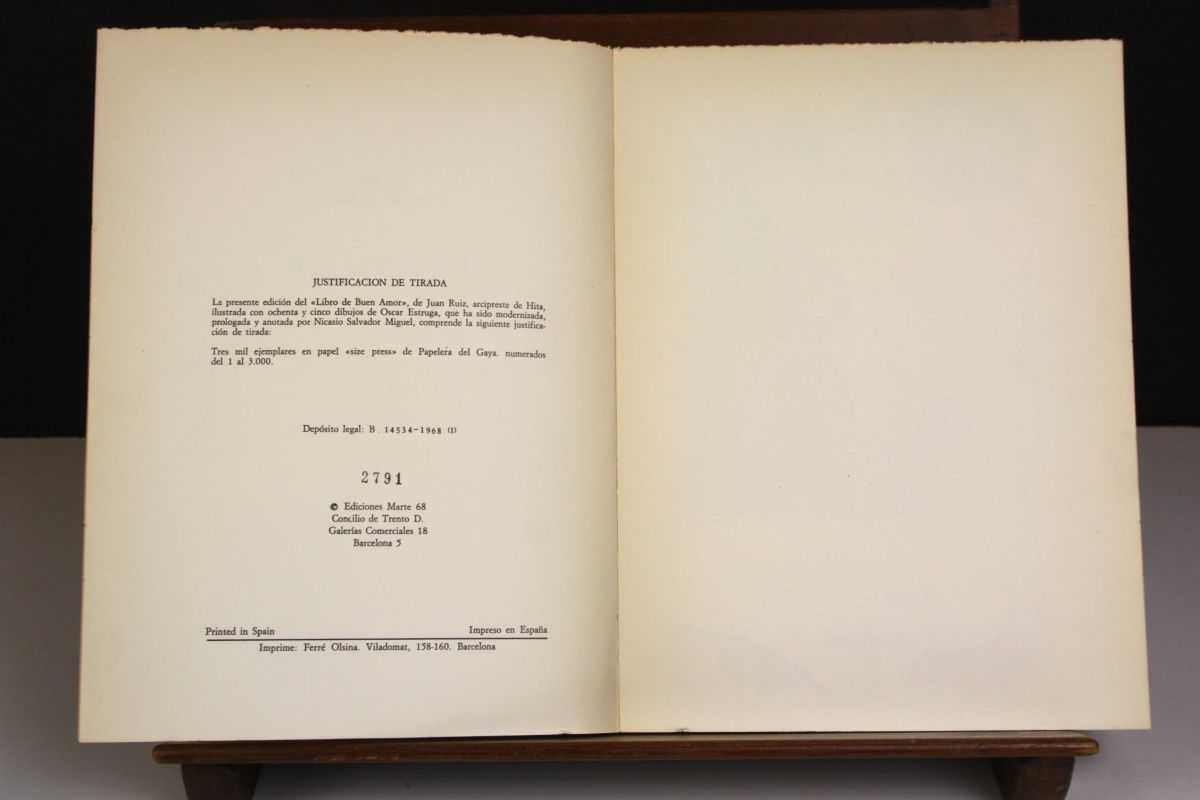 JUSTIFICACION DE TIRADA
La presente edición del «Libro de Buen Amor», de Juan Ruiz, arcipreste de Hita,
ilustrada con ochenta y cinco dibujos de Oscar Estruga, que ha sido modernizada,
prologada y anotada por Nicasio Salvador Miguel, comprende la siguiente justifica-
ción de tirada:
Tres mil ejemplares en papel «size press» de Papelera del Gaya. numerados
del 1 al 3.000.
Depósito legal: B. 14534-1968 (I)
2791
© Ediciones Marte 68
Concilio de Trento D.
Galerías Comerciales 18
Barcelona 5
Printed in Spain Impreso en España
Imprime: Ferré Olsina. Viladomat, 158-160. Barcelona